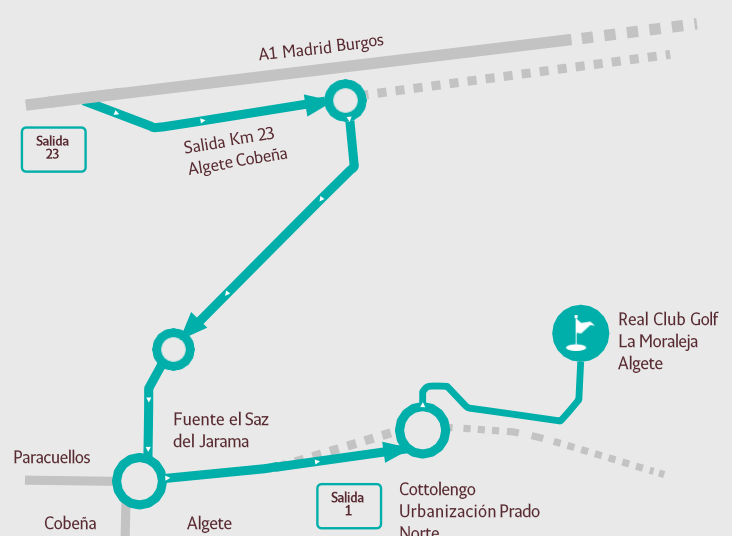 A1 Madrid Burgos
Salida
23
Salida Km 23
Algete Cobeña
Real Club Golf
La Moraleja
Algete
Fuente el Saz
del Jarama
Paracuellos
Cobeña
Algete
Salida
1
Cottolengo
Urbanización Prado
Norte